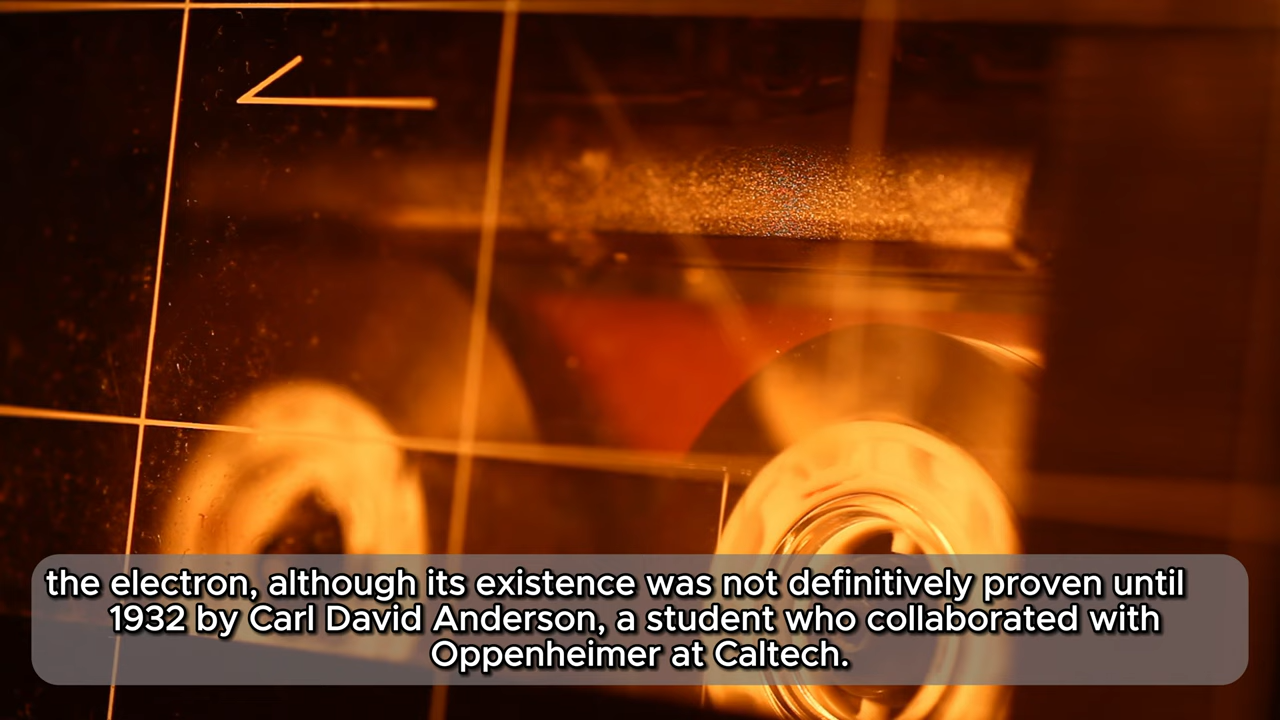 the electron, although its existence was not definitively proven until
1932 by Carl David Anderson, a student who collaborated with
Oppenheimer at Caltech.